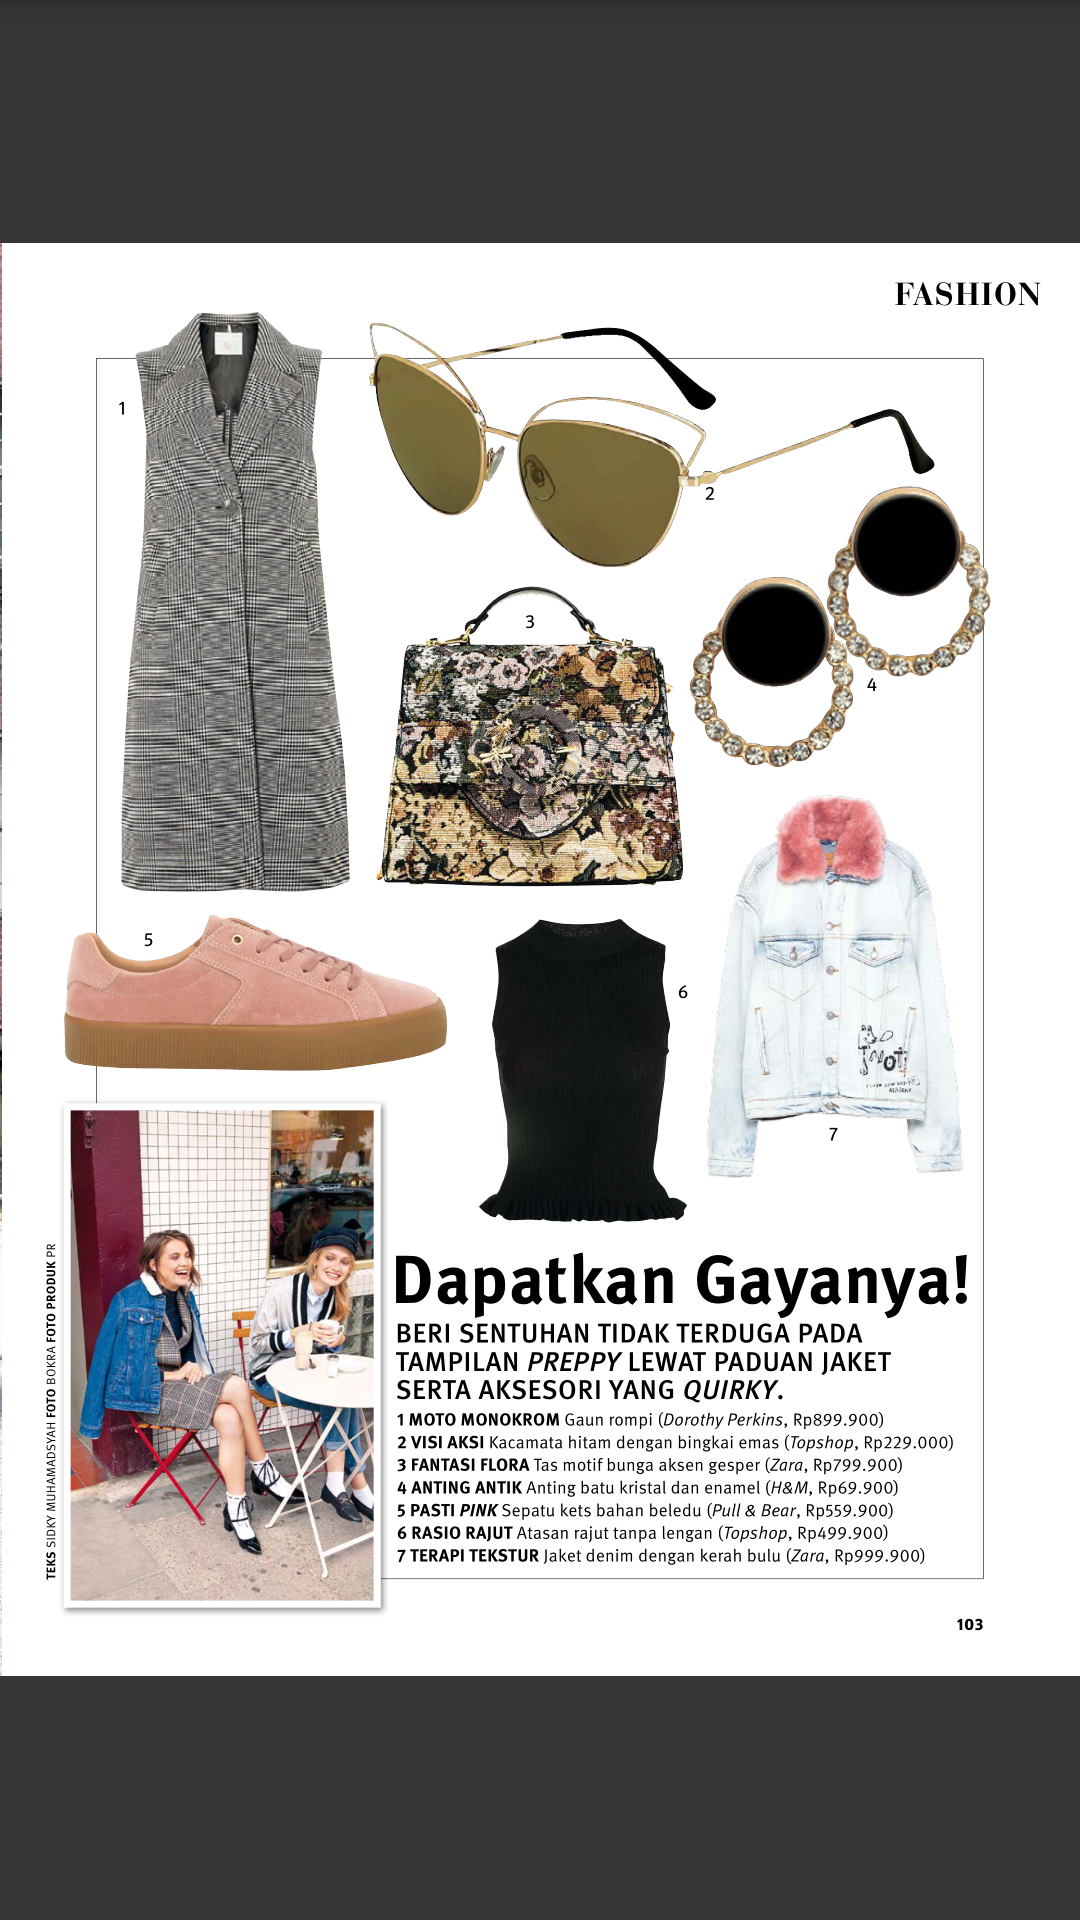 FASHION
1
2
3
4
5
6
7
Dapatkan Gayanya!
BERI SENTUHAN TIDAK TERDUGA PADA
TAMPILAN PREPPY LEWAT PADUAN JAKET
SERTA AKSESORI YANG QUIRKY.
1 MOTO MONOKROM Gaun rompi (Dorothy Perkins, Rp899.900)
2 VISI AKSI Kacamata hitam dengan bingkai emas (Topshop, Rp229.000)
3 FANTASI FLORA Tas motif bunga aksen gesper (Zara, Rp799.900)
4 ANTING ANTIK Anting batu kristal dan enamel (H&M, Rp69.900)
5 PASTI PINK Sepatu kets bahan beledu (Pull & Bear, Rp559.900)
6 RASIO RAJUT Atasan rajut tanpa lengan (Topshop, Rp499.900)
7 TERAPI TEKSTUR Jaket denim dengan kerah bulu (Zara, Rp999.900)
TEKS SIDKY MUHAMADSYAH FOTO BOKRA FOTO PRODUK PR
103